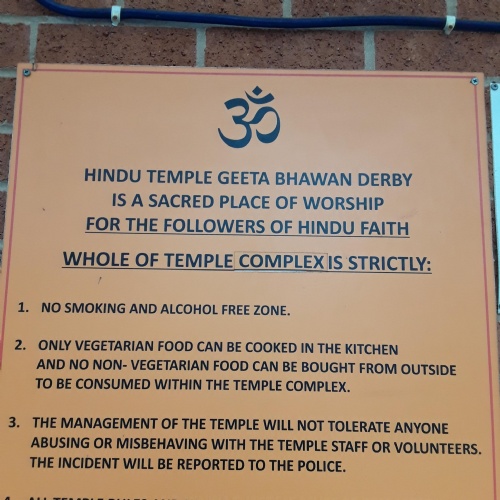 ॐ
HINDU TEMPLE GEETA BHAWAN DERBY
IS A SACRED PLACE OF WORSHIP
FOR THE FOLLOWERS OF HINDU FAITH
WHOLE OF TEMPLE COMPLEX IS STRICTLY:
1. NO SMOKING AND ALCOHOL FREE ZONE.
2. ONLY VEGETARIAN FOOD CAN BE COOKED IN THE KITCHEN
AND NO NON- VEGETARIAN FOOD CAN BE BOUGHT FROM OUTSIDE
TO BE CONSUMED WITHIN THE TEMPLE COMPLEX.
3. THE MANAGEMENT OF THE TEMPLE WILL NOT TOLERATE ANYONE
ABUSING OR MISBEHAVING WITH THE TEMPLE STAFF OR VOLUNTEERS.
THE INCIDENT WILL BE REPORTED TO THE POLICE.